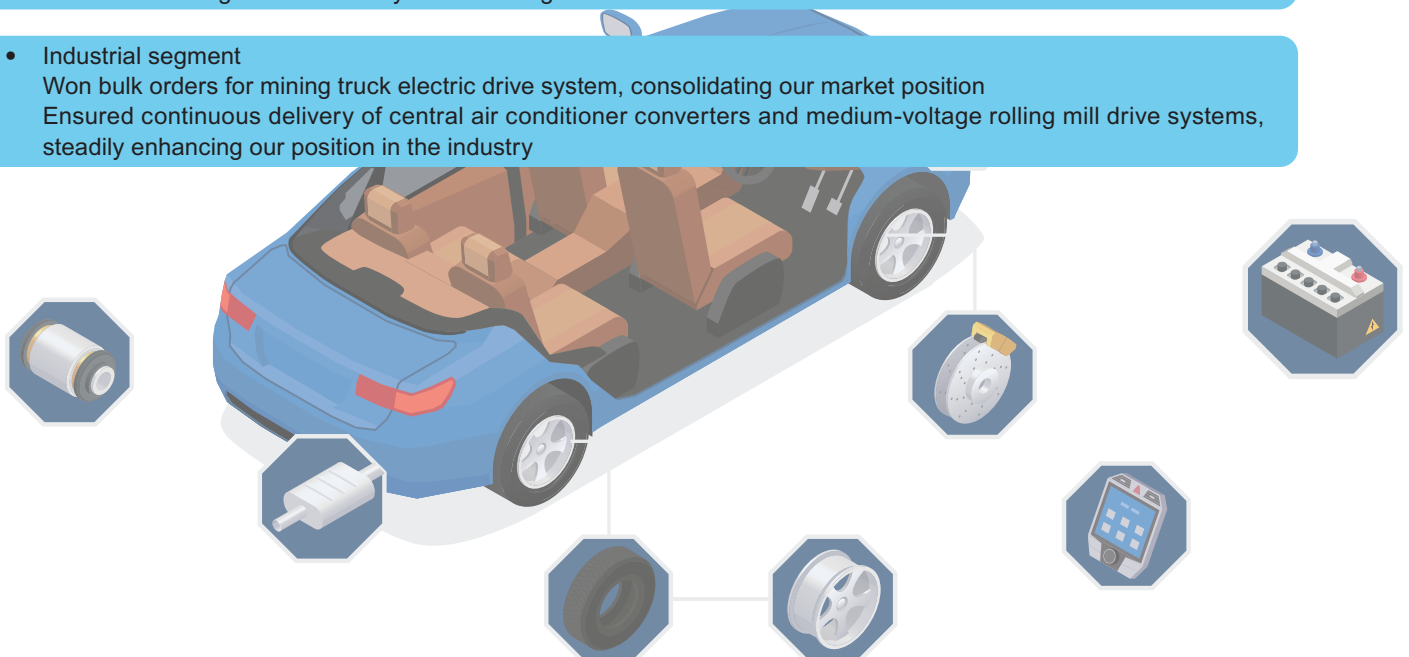 • Industrial segment
Won bulk orders for mining truck electric drive system, consolidating our market position
Ensured continuous delivery of central air conditioner converters and medium-voltage rolling mill drive systems,
steadily enhancing our position in the industry